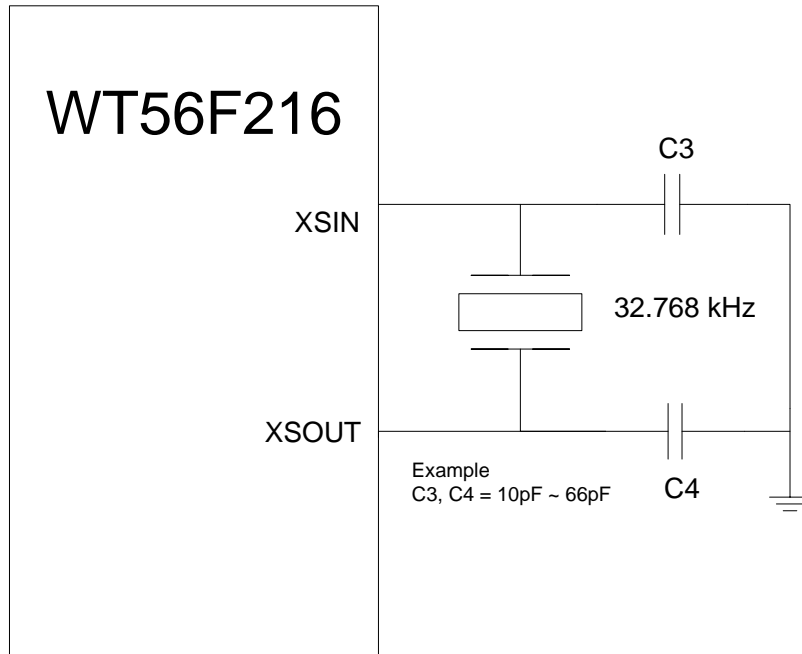 WT56F216
C3
XSIN
32.768 kHz
XSOUT
Example
C3, C4 = 10pF ~ 66pF
C4